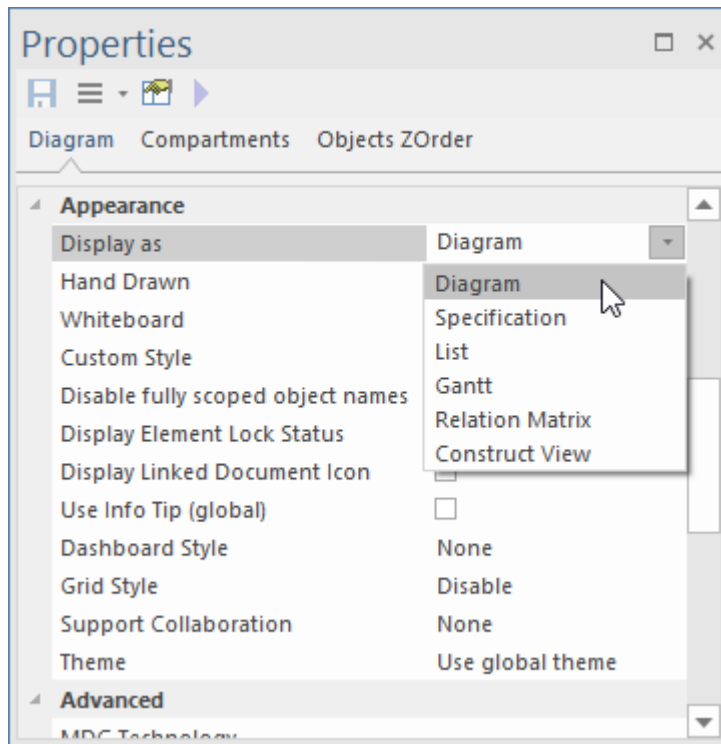 Properties
Diagram Compartments Objects ZOrder
Appearance
Display as Diagram
Hand Drawn Diagram
Whiteboard Specification
Custom Style List
Disable fully scoped object names Gantt
Display Element Lock Status Relation Matrix
Display Linked Document Icon Construct View
Use Info Tip (global)
Dashboard Style None
Grid Style Disable
Support Collaboration None
Theme Use global theme
Advanced
MDG Technology